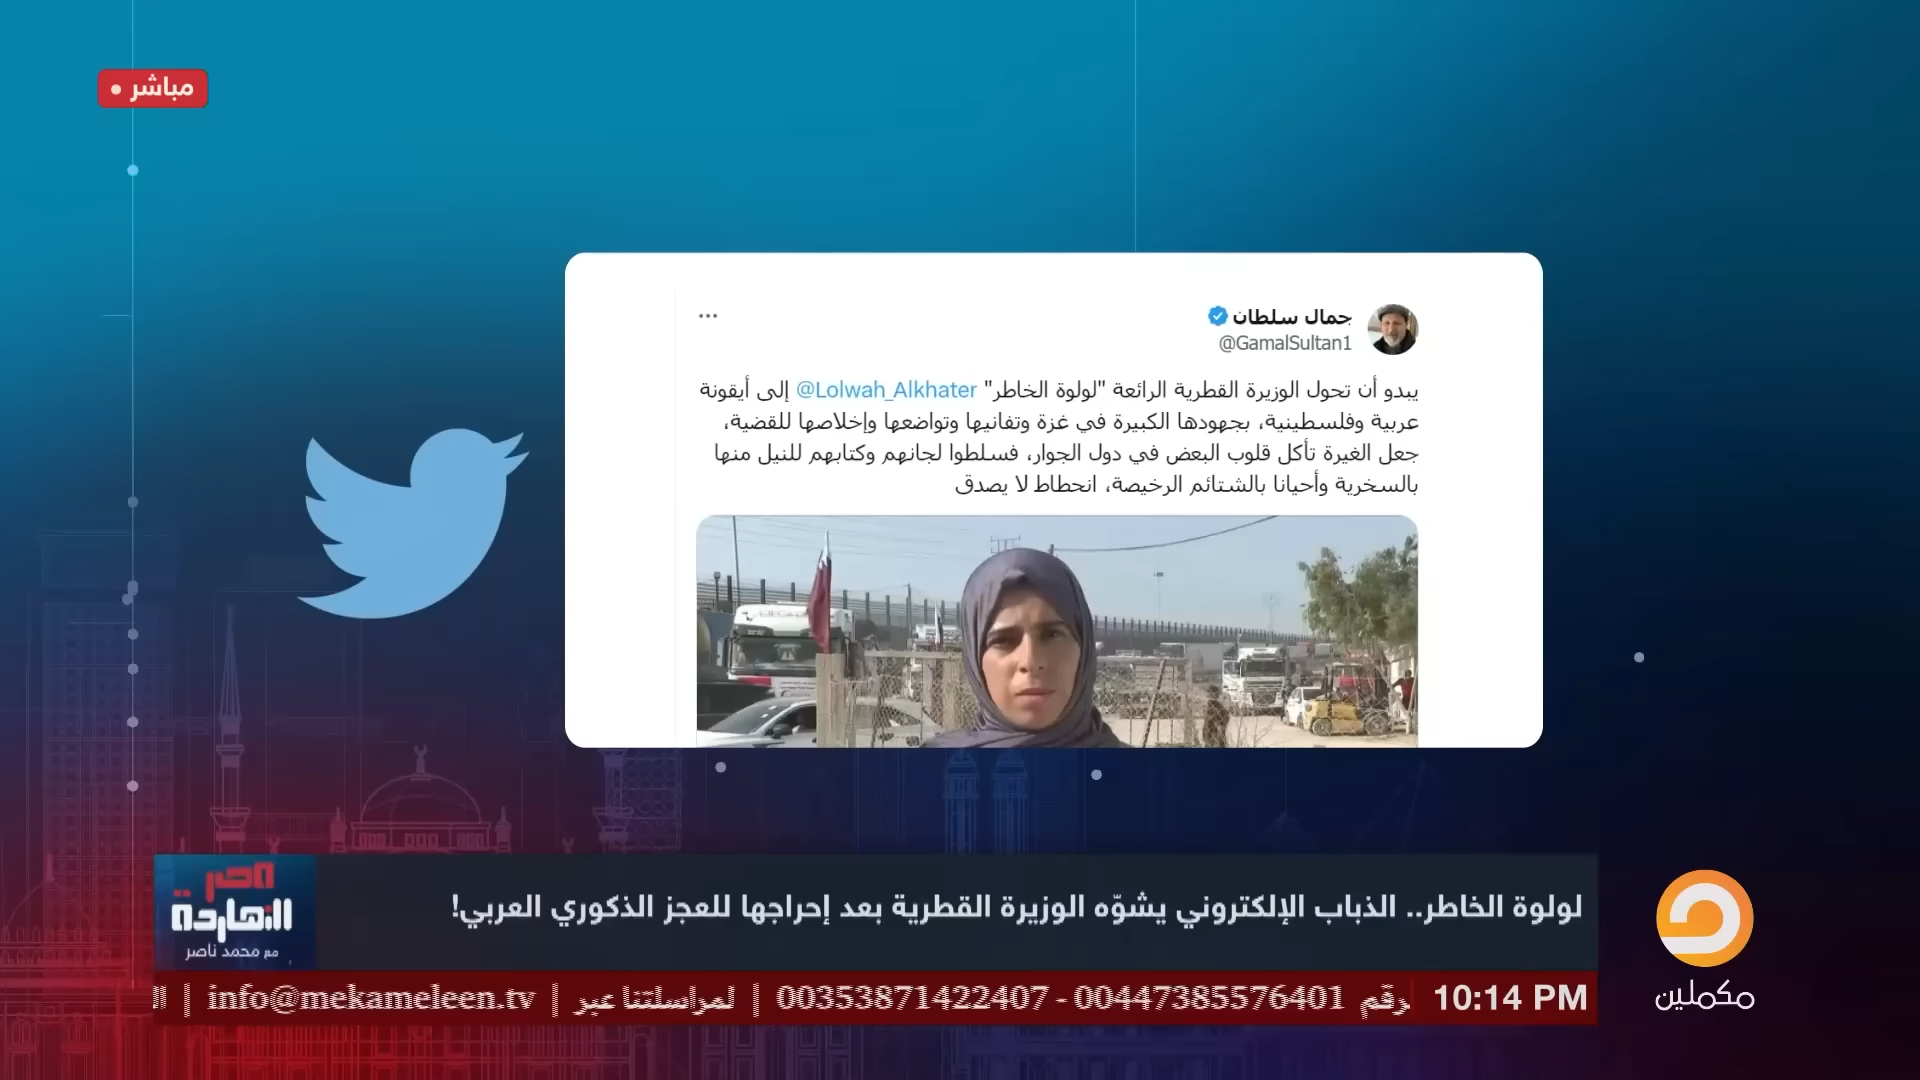 مباشر
جمال سلطان
@GamalSultan1
يبدو أن تحول الوزيرة القطرية الرائعة "لولوة الخاطر" @Lolwah_Alkhater إلى أيقونة
عربية وفلسطينية، بجهودها الكبيرة في غزة وتفانيها وتواضعها وإخلاصها للقضية،
جعل الغيرة تأكل قلوب البعض في دول الجوار، فسلطوا لجانهم وكتابهم للنيل منها
بالسخرية وأحيانا بالشتائم الرخيصة، انحطاط لا يصدق
لولوة الخاطر.. الذباب الإلكتروني يشوّه الوزيرة القطرية بعد إحراجها للعجز الذكوري العربي!
مصر
النهاردة
مع محمد ناصر
10:14 PM
رقم 00447385576401 - 00353871422407 | لمراسلتنا عبر | info@mekameleen.tv |
مكملين